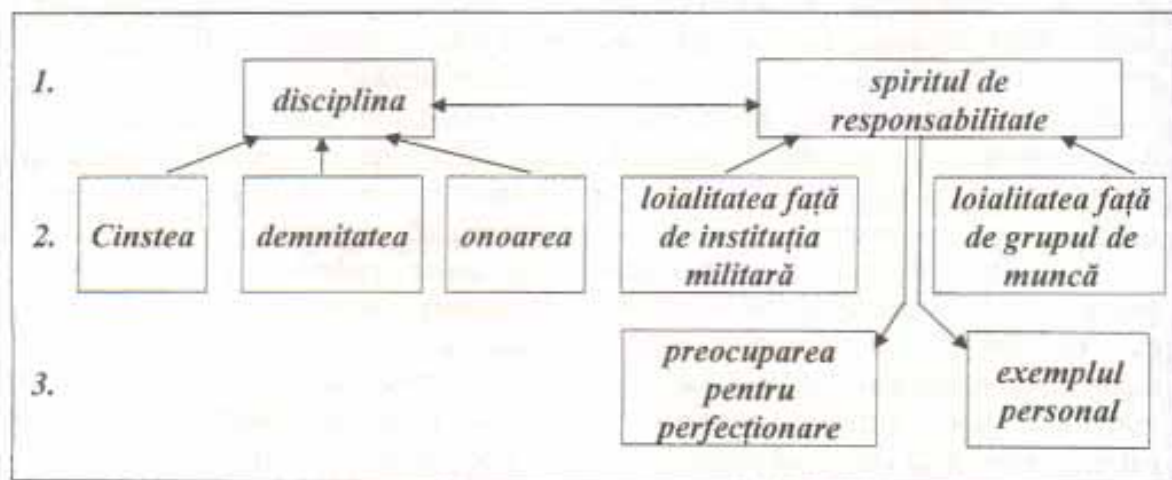 1.
disciplina
spiritul de
responsabilitate
2.
Cinstea
demnitatea
onoarea
loialitatea față
de instituția
militară
loialitatea față
de grupul de
muncă
3.
preocuparea
pentru
perfecționare
exemplul
personal